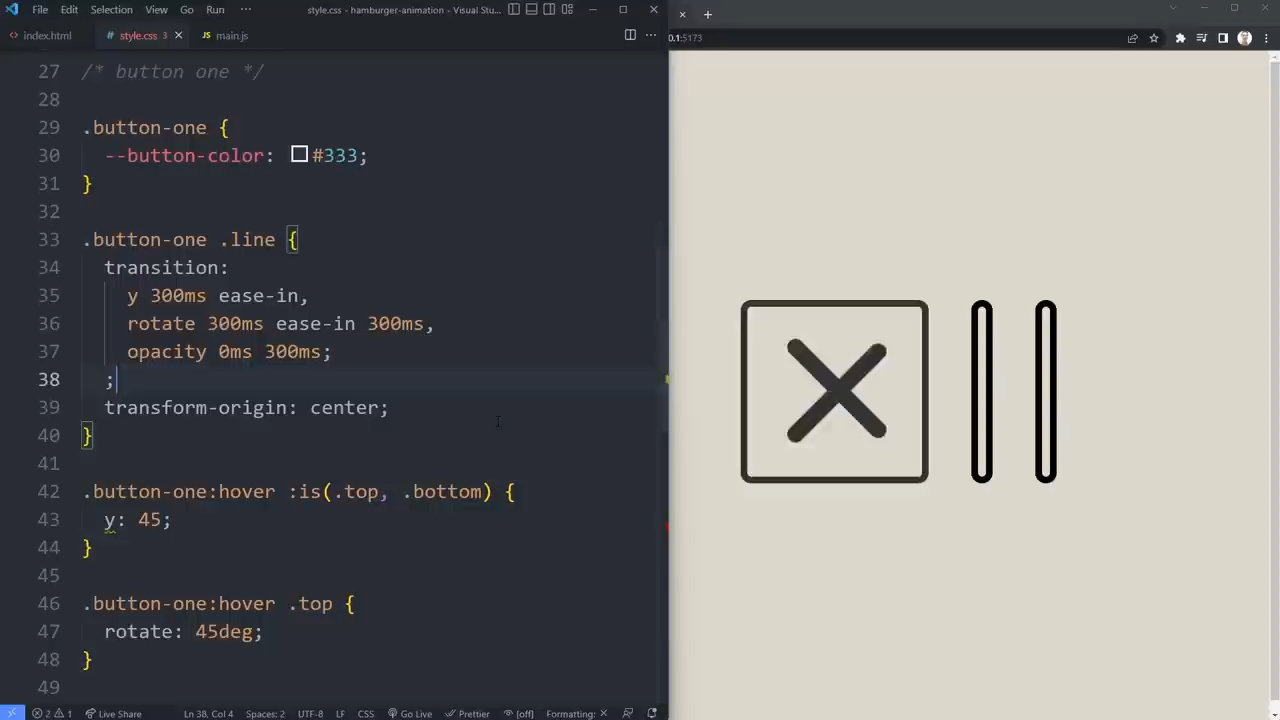 File Edit Selection View Go Run ··· style.css - hamburger-animation - Visual Stu...
index.html # style.css 3 JS main.js ···
0.1:5173
27 /* button one */
28
29 .button-one {
30 --button-color: #333;
31 }
32
33 .button-one .line {
34 transition:
35 y 300ms ease-in,
36 rotate 300ms ease-in 300ms,
37 opacity 0ms 300ms;
38 ;
39 transform-origin: center;
40 }
41
42 .button-one:hover :is(.top, .bottom) {
43 y: 45;
44 }
45
46 .button-one:hover .top {
47 rotate: 45deg;
48 }
49
2 1 Live Share Ln 38, Col 4 Spaces: 2 UTF-8 LF CSS Go Live Prettier (off) Formatting: ×